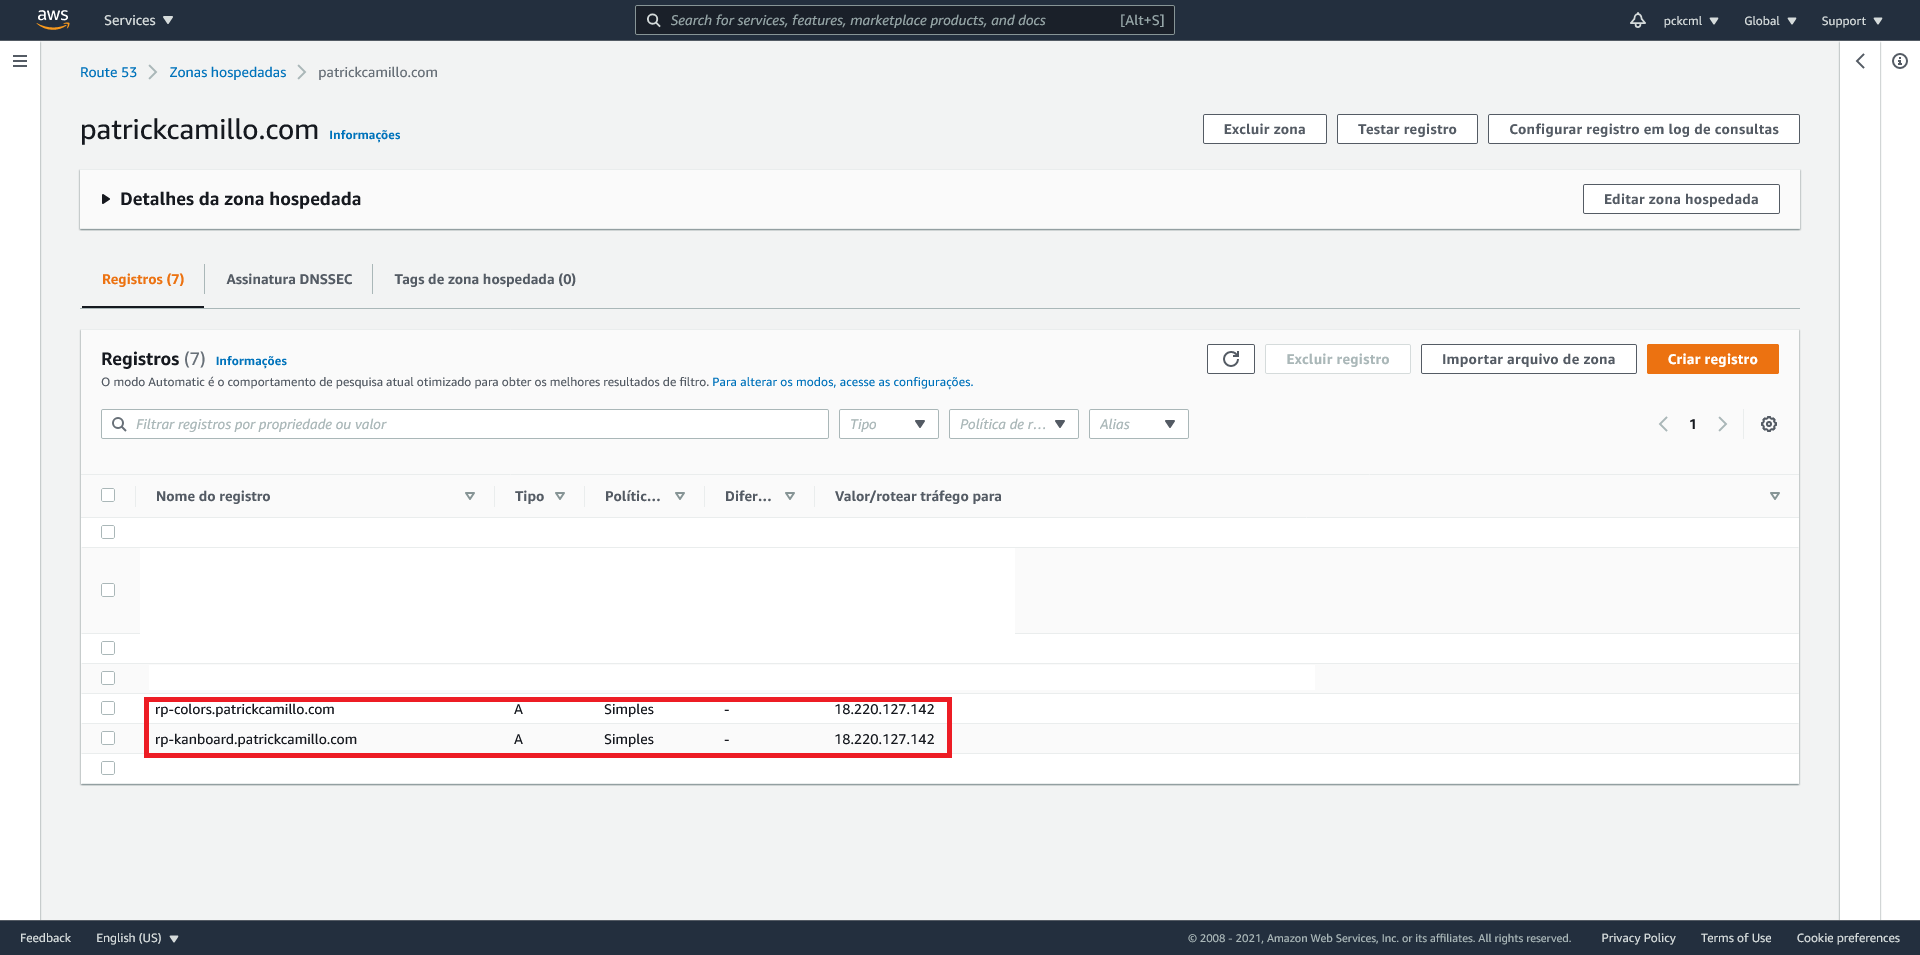 aws Services Search for services, features, marketplace products, and docs [Alt+S] pckcml Global Support
Route 53 Zonas hospedadas patrickcamillo.com
patrickcamillo.com Informações Excluir zona Testar registro Configurar registro em log de consultas
Detalhes da zona hospedada Editar zona hospedada
Registros (7) Assinatura DNSSEC Tags de zona hospedada (0)
Registros (7) Informações Excluir registro Importar arquivo de zona Criar registro
O modo Automatic é o comportamento de pesquisa atual otimizado para obter os melhores resultados de filtro. Para alterar os modos, acesse as configurações.
Filtrar registros por propriedade ou valor Tipo Política de r... Alias 1
Nome do registro Tipo Polític... Difer... Valor/rotear tráfego para
rp-colors.patrickcamillo.com A Simples - 18.220.127.142
rp-kanboard.patrickcamillo.com A Simples - 18.220.127.142
Feedback English (US) © 2008 - 2021, Amazon Web Services, Inc. or its affiliates. All rights reserved. Privacy Policy Terms of Use Cookie preferences